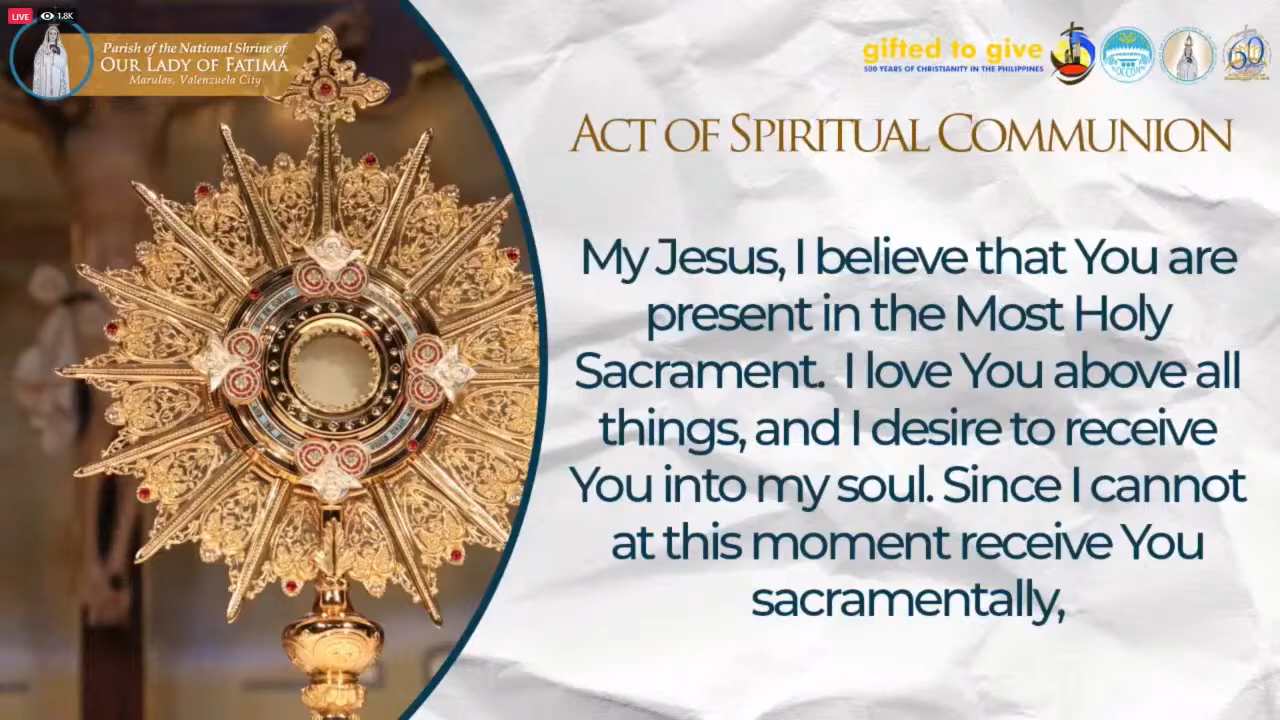 LIVE 1.8K
Parish of the National Shrine of
OUR LADY OF FATIMA
Marulas, Valenzuela City
gifted to give
500 YEARS OF CHRISTIANITY IN THE PHILIPPINES
ACT OF SPIRITUAL COMMUNION
My Jesus, I believe that You are
present in the Most Holy
Sacrament. I love You above all
things, and I desire to receive
You into my soul. Since I cannot
at this moment receive You
sacramentally,